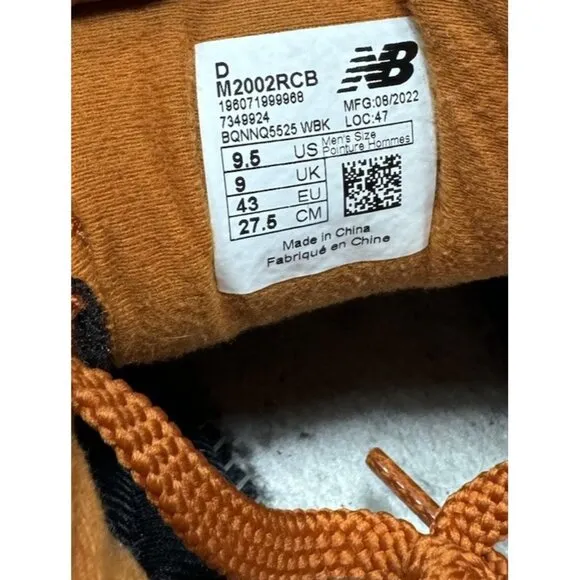 D
M2002RCB
NB
196071999968
MFG:08/2022
7349924
LOC:47
BQNNQ5525 WBK
9.5 US Men's Size
Pointure Hommes
9 UK
43 EU
27.5 CM
Made in China
Fabriqué en Chine